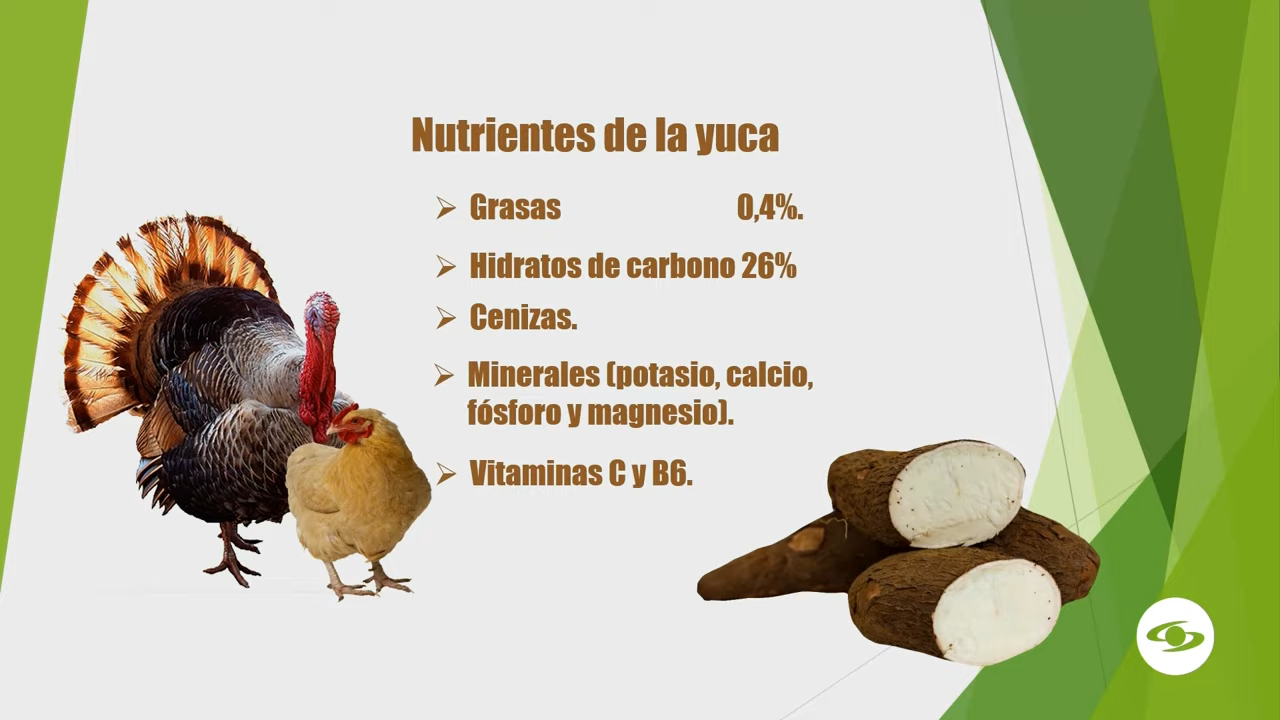 Nutrientes de la yuca
Grasas 0,4%.
Hidratos de carbono 26%
Cenizas.
Minerales (potasio, calcio,
fósforo y magnesio).
Vitaminas C y B6.